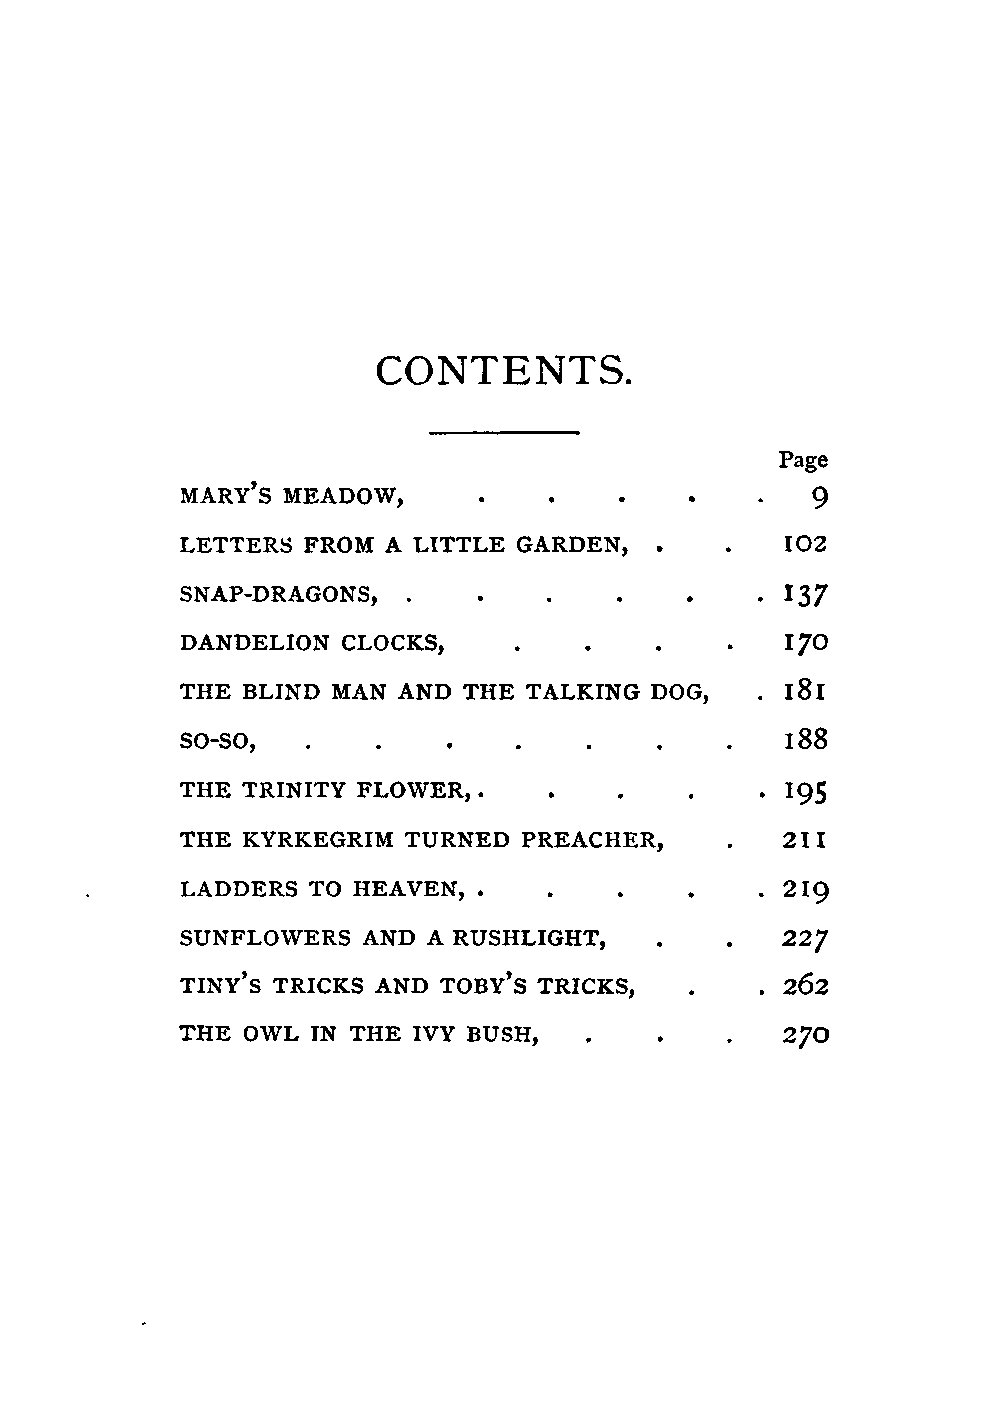 CONTENTS.
Page
MARY'S MEADOW, . . . . . 9
LETTERS FROM A LITTLE GARDEN, . . 102
SNAP-DRAGONS, . . . . . . 137
DANDELION CLOCKS, . . . . 170
THE BLIND MAN AND THE TALKING DOG, . 181
SO-SO, . . . . . . . 188
THE TRINITY FLOWER, . . . . . 195
THE KYRKEGRIM TURNED PREACHER, . 211
LADDERS TO HEAVEN, . . . . . 219
SUNFLOWERS AND A RUSHLIGHT, . . 227
TINY'S TRICKS AND TOBY'S TRICKS, . . 262
THE OWL IN THE IVY BUSH, . . . 270